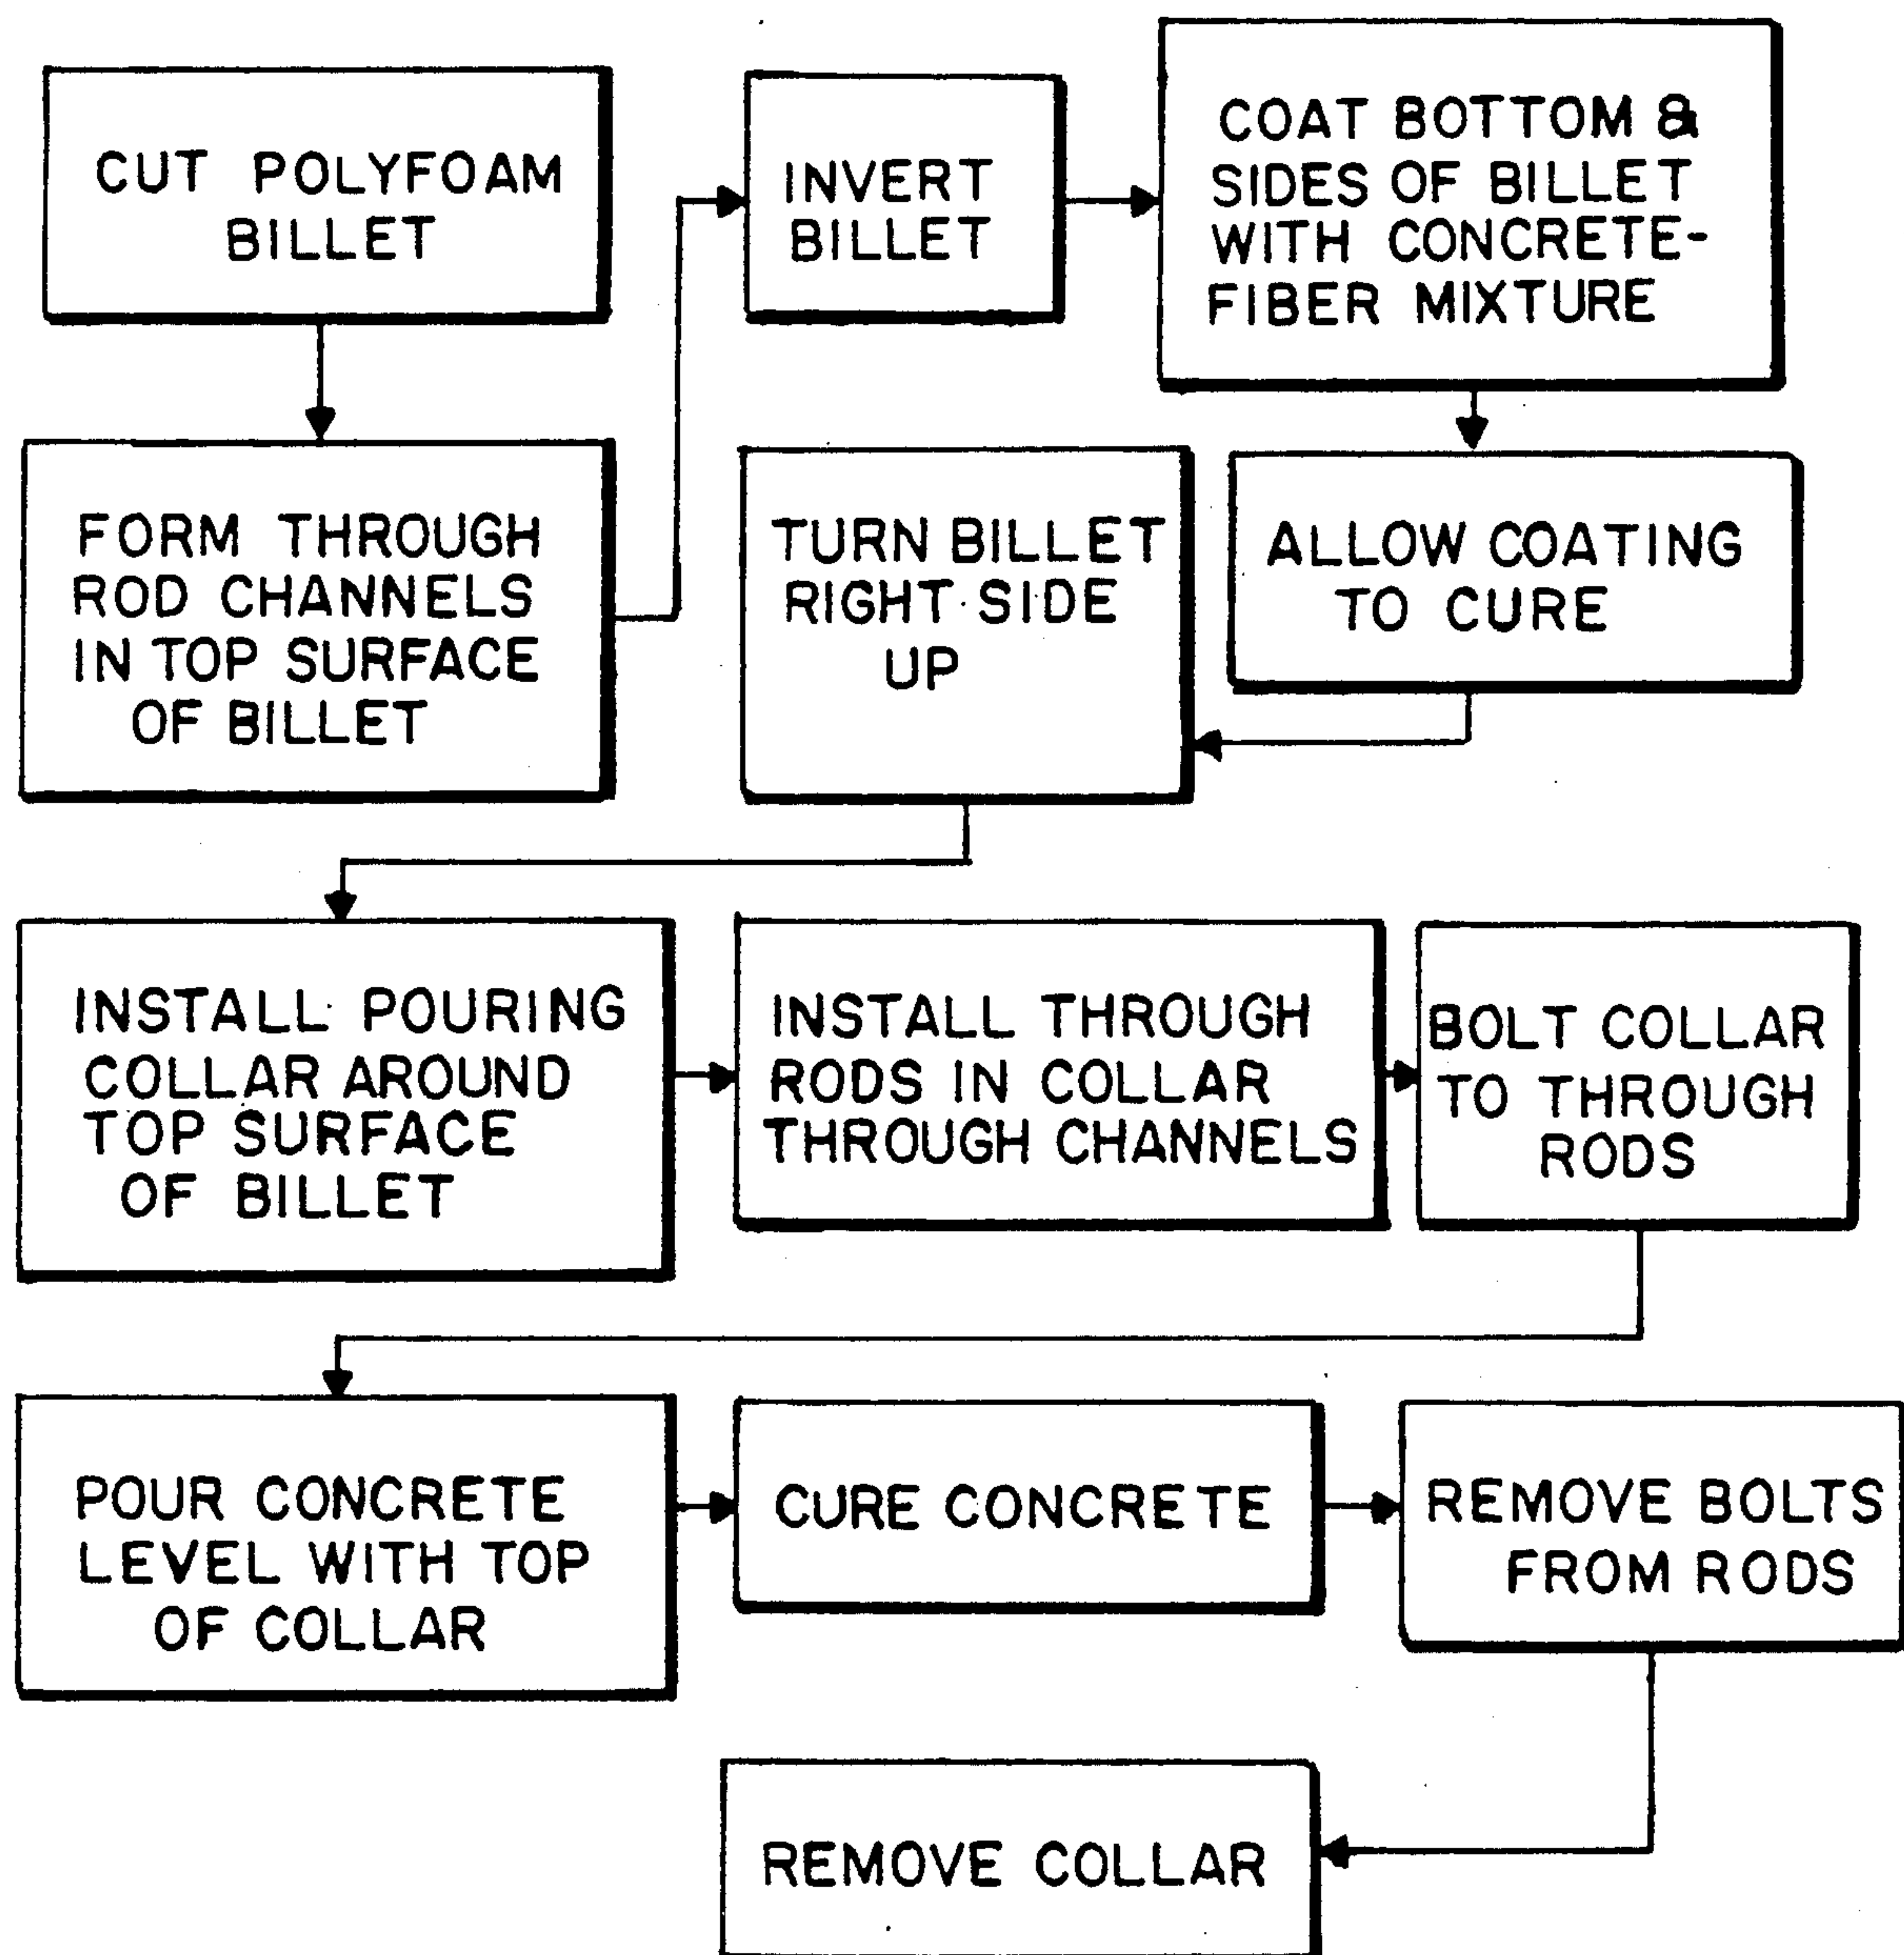 CUT POLYFOAM
BILLET
FORM THROUGH
ROD CHANNELS
IN TOP SURFACE
OF BILLET
INVERT
BILLET
COAT BOTTOM &
SIDES OF BILLET
WITH CONCRETE-
FIBER MIXTURE
ALLOW COATING
TO CURE
TURN BILLET
RIGHT SIDE
UP
INSTALL POURING
COLLAR AROUND
TOP SURFACE
OF BILLET
INSTALL THROUGH
RODS IN COLLAR
THROUGH CHANNELS
BOLT COLLAR
TO THROUGH
RODS
POUR CONCRETE
LEVEL WITH TOP
OF COLLAR
CURE CONCRETE
REMOVE BOLTS
FROM RODS
REMOVE COLLAR